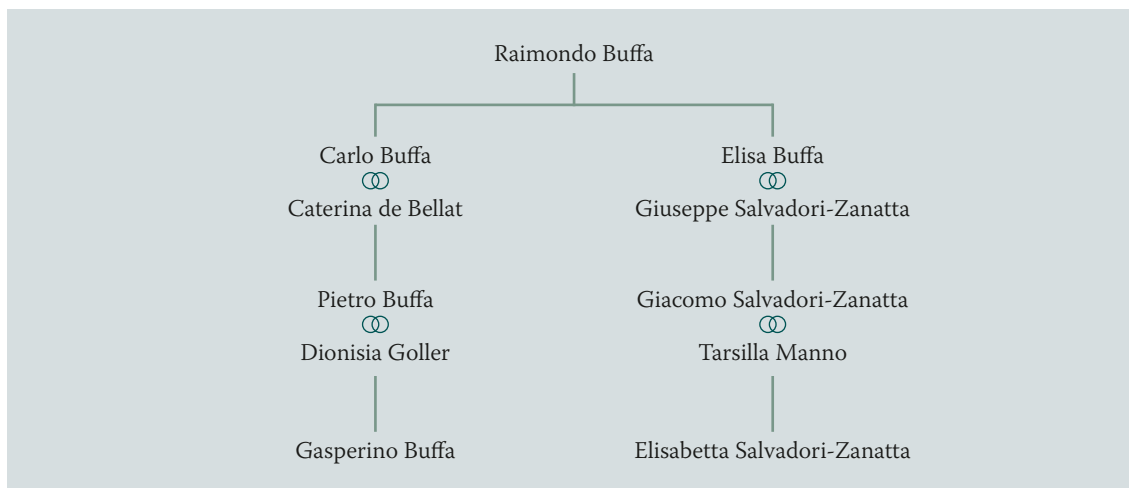 Raimondo Buffa
Carlo Buffa
Elisa Buffa
Caterina de Bellat
Giuseppe Salvadori-Zanatta
Pietro Buffa
Giacomo Salvadori-Zanatta
Dionisia Goller
Tarsilla Manno
Gasperino Buffa
Elisabetta Salvadori-Zanatta